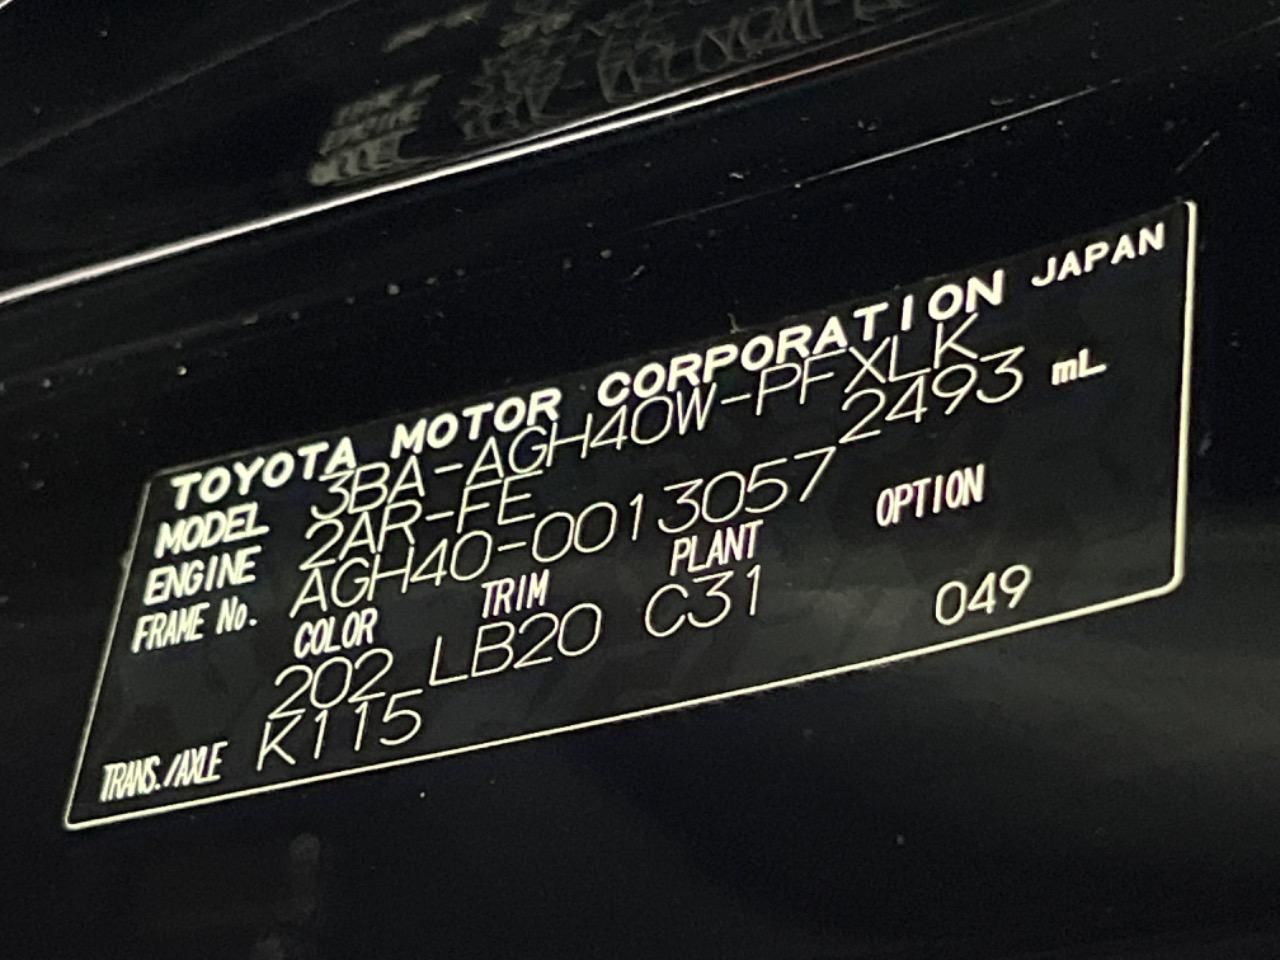 TOYOTA MOTOR CORPORATION JAPAN
MODEL 3BA-AGH40W-PFXLK
ENGINE 2AR-FE 2493 mL
FRAME No. AGH40-0013057
COLOR TRIM PLANT OPTION
202 LB20 C31 049
TRANS./AXLE K115